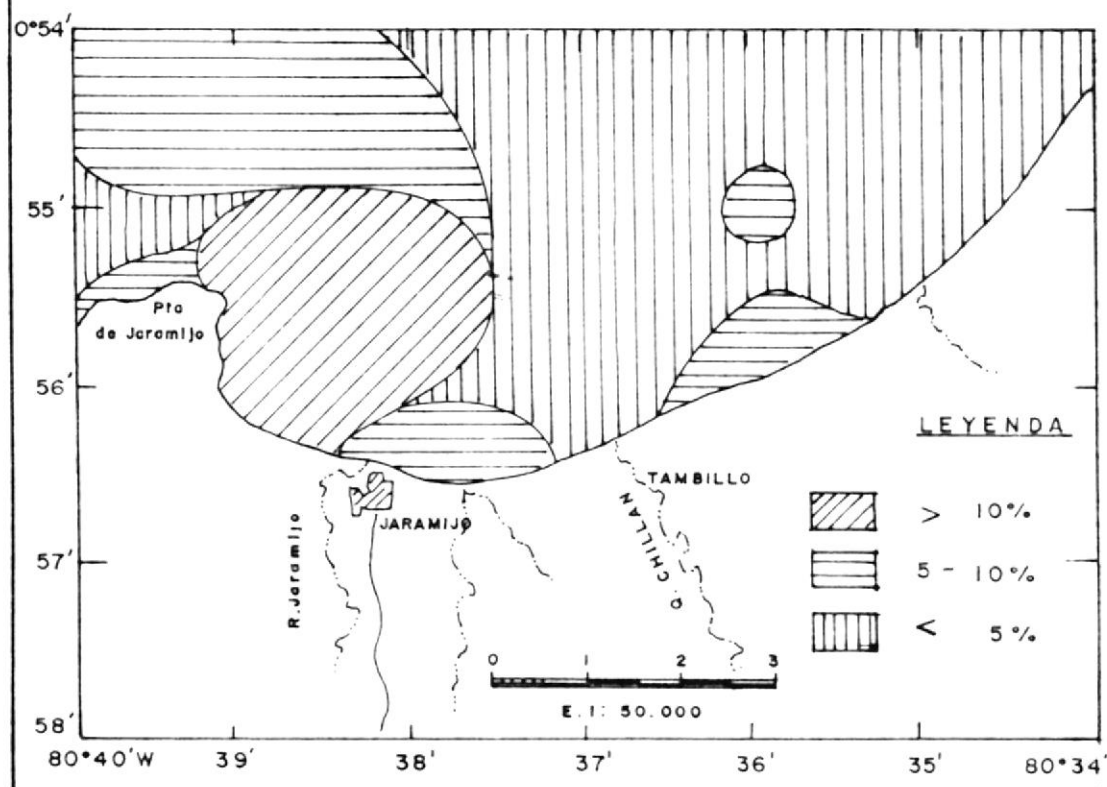 0°54'
55'
Pta
de Jaramijo
56'
LEYENDA
TAMBILLO
> 10%
JARAMIJO
R. Jaramijo
Q. CHILLAN
57'
5 - 10%
< 5%
0 1 2 3
E. 1: 50.000
58'
80°40'W 39' 38' 37' 36' 35' 80°34'